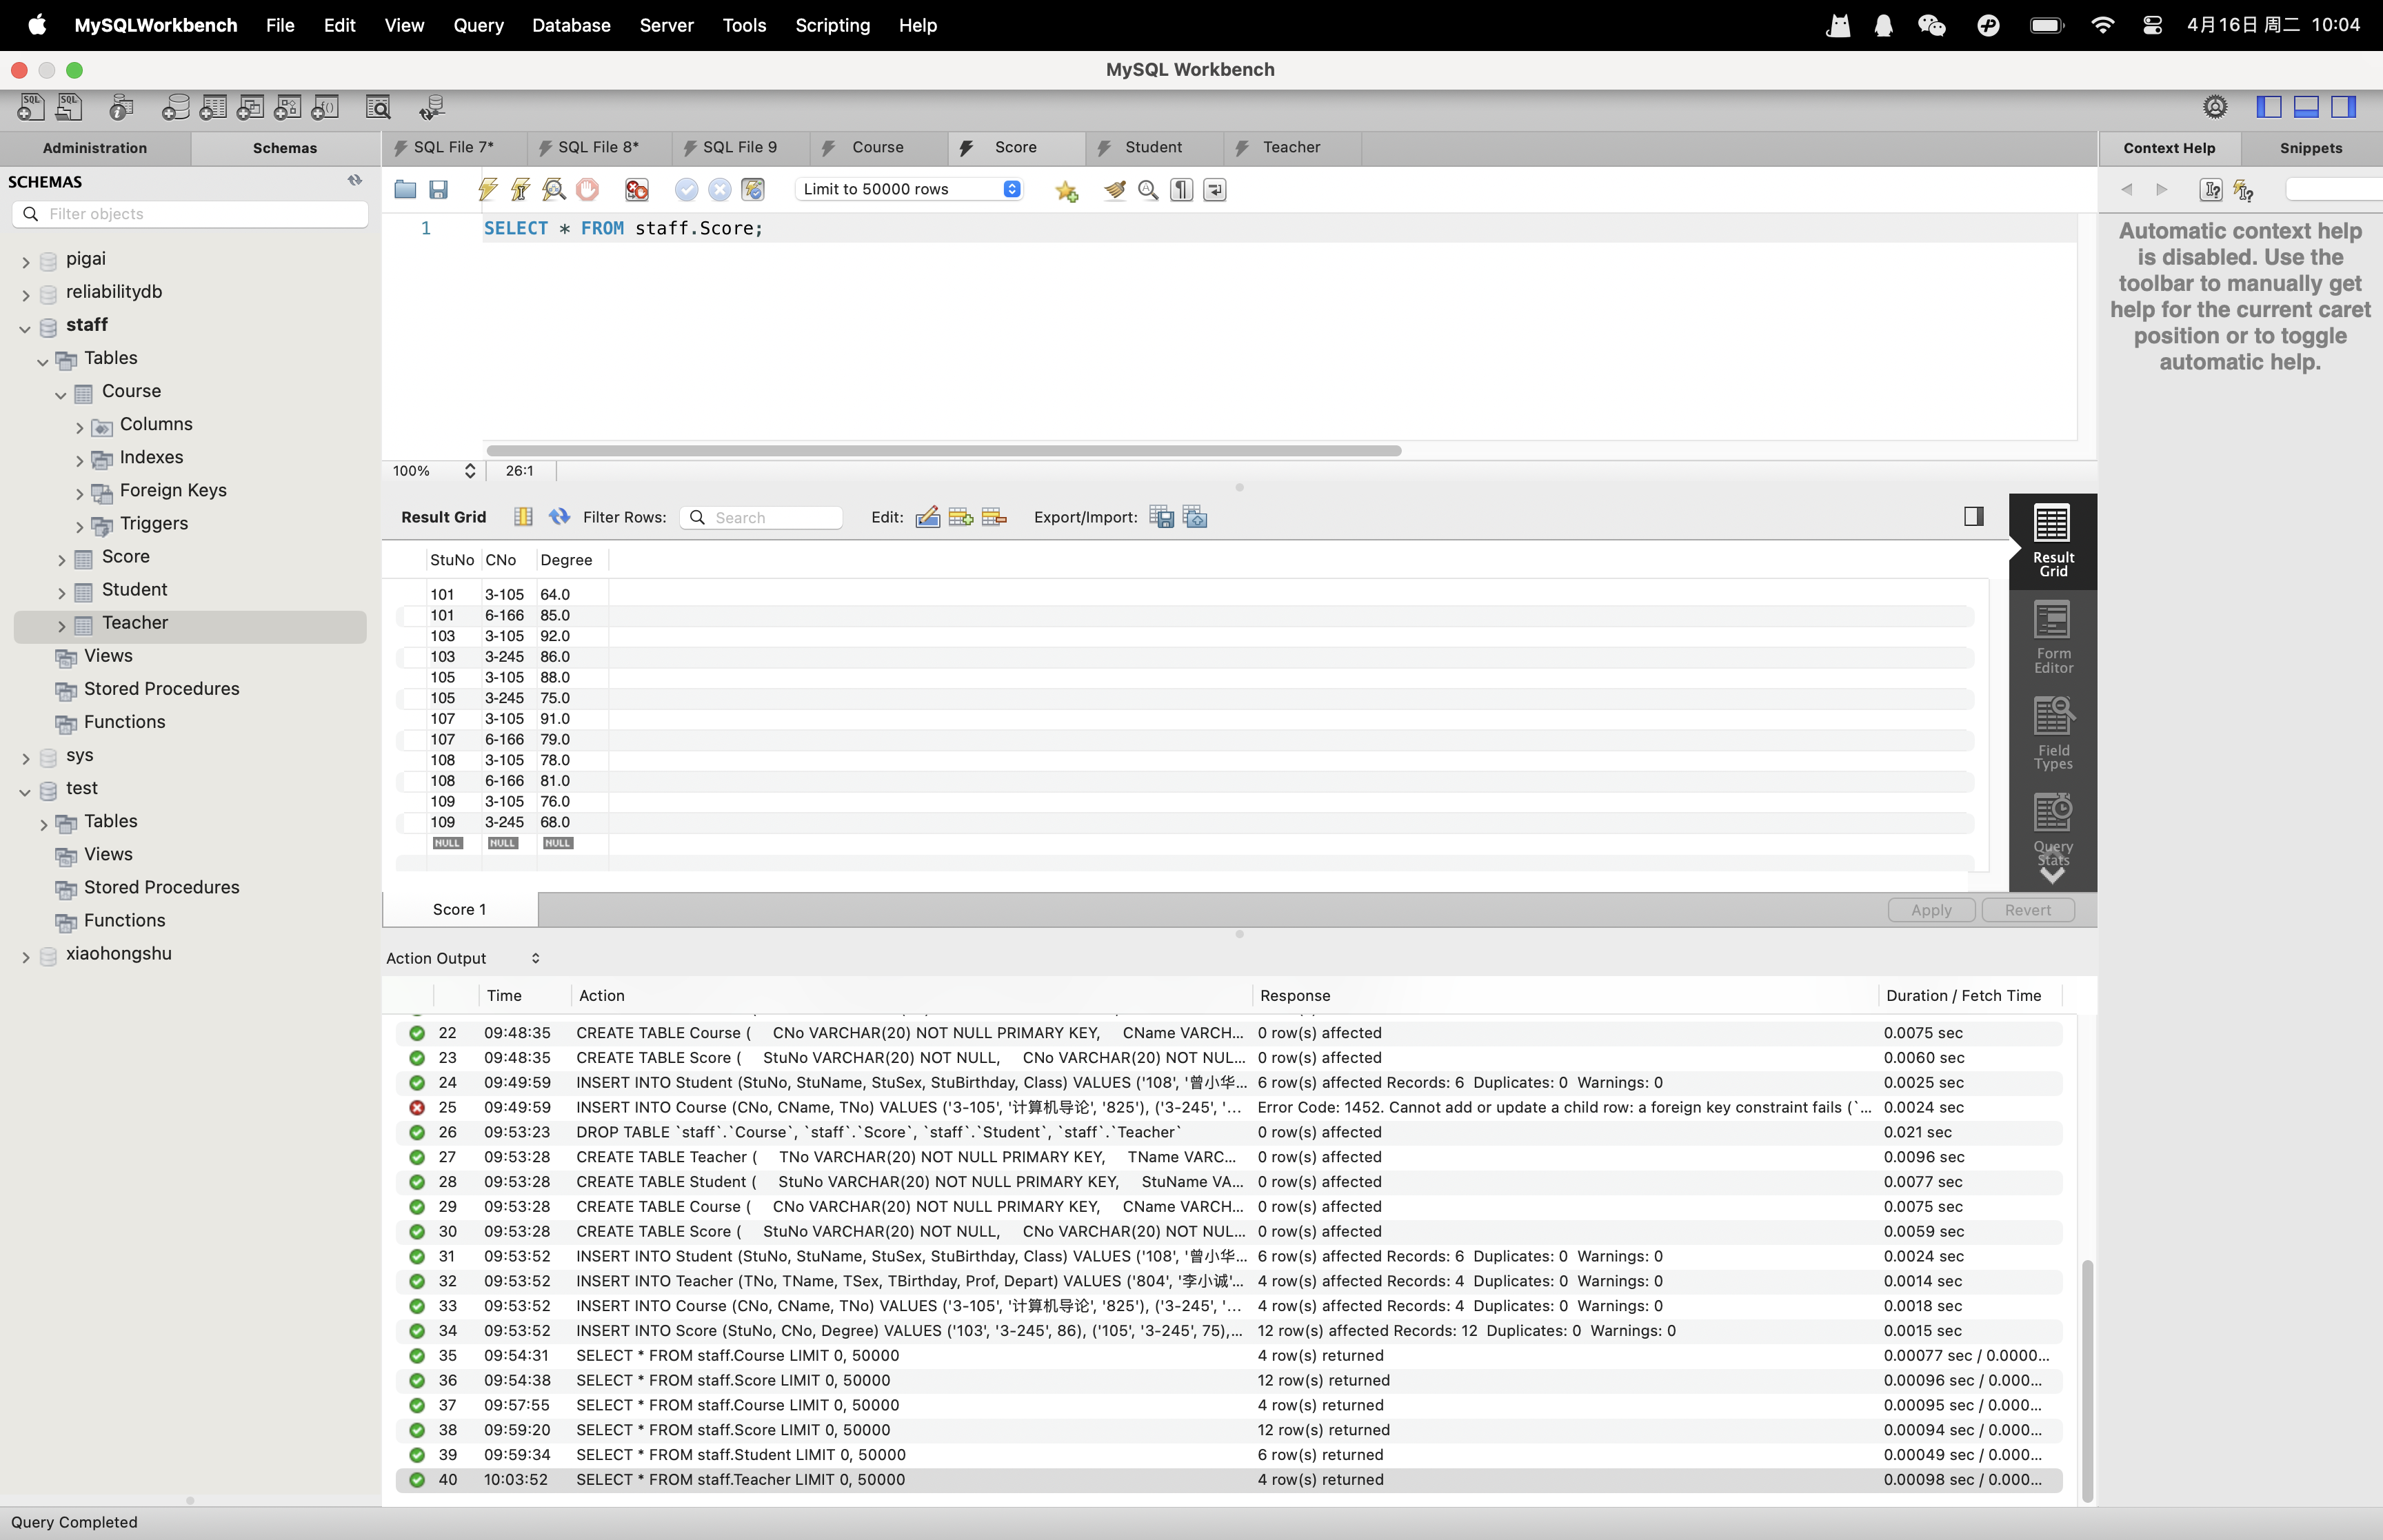 MySQLWorkbench File Edit View Query Database Server Tools Scripting Help 4月16日 周二 10:04
MySQL Workbench
Administration Schemas SQL File 7* SQL File 8* SQL File 9 Course Score Student Teacher Context Help Snippets
SCHEMAS
Filter objects
pigai
reliabilitydb
staff
Tables
Course
Columns
Indexes
Foreign Keys
Triggers
Score
Student
Teacher
Views
Stored Procedures
Functions
sys
test
Tables
Views
Stored Procedures
Functions
xiaohongshu
Limit to 50000 rows
1 SELECT * FROM staff.Score;
100% 26:1
Automatic context help
is disabled. Use the
toolbar to manually get
help for the current caret
position or to toggle
automatic help.
Result Grid Filter Rows: Search Edit: Export/Import:
StuNo CNo Degree
101 3-105 64.0
101 6-166 85.0
103 3-105 92.0
103 3-245 86.0
105 3-105 88.0
105 3-245 75.0
107 3-105 91.0
107 6-166 79.0
108 3-105 78.0
108 6-166 81.0
109 3-105 76.0
109 3-245 68.0
NULL NULL NULL
Result
Grid
Form
Editor
Field
Types
Query
Stats
Score 1 Apply Revert
Action Output
Time Action Response Duration / Fetch Time
22 09:48:35 CREATE TABLE Course ( CNo VARCHAR(20) NOT NULL PRIMARY KEY, CName VARCH... 0 row(s) affected 0.0075 sec
23 09:48:35 CREATE TABLE Score ( StuNo VARCHAR(20) NOT NULL, CNo VARCHAR(20) NOT NUL... 0 row(s) affected 0.0060 sec
24 09:49:59 INSERT INTO Student (StuNo, StuName, StuSex, StuBirthday, Class) VALUES ('108', '曾小华... 6 row(s) affected Records: 6 Duplicates: 0 Warnings: 0 0.0025 sec
25 09:49:59 INSERT INTO Course (CNo, CName, TNo) VALUES ('3-105', '计算机导论', '825'), ('3-245', '... Error Code: 1452. Cannot add or update a child row: a foreign key constraint fails (`... 0.0024 sec
26 09:53:23 DROP TABLE `staff`.`Course`, `staff`.`Score`, `staff`.`Student`, `staff`.`Teacher` 0 row(s) affected 0.021 sec
27 09:53:28 CREATE TABLE Teacher ( TNo VARCHAR(20) NOT NULL PRIMARY KEY, TName VARC... 0 row(s) affected 0.0096 sec
28 09:53:28 CREATE TABLE Student ( StuNo VARCHAR(20) NOT NULL PRIMARY KEY, StuName VA... 0 row(s) affected 0.0077 sec
29 09:53:28 CREATE TABLE Course ( CNo VARCHAR(20) NOT NULL PRIMARY KEY, CName VARCH... 0 row(s) affected 0.0075 sec
30 09:53:28 CREATE TABLE Score ( StuNo VARCHAR(20) NOT NULL, CNo VARCHAR(20) NOT NUL... 0 row(s) affected 0.0059 sec
31 09:53:52 INSERT INTO Student (StuNo, StuName, StuSex, StuBirthday, Class) VALUES ('108', '曾小华... 6 row(s) affected Records: 6 Duplicates: 0 Warnings: 0 0.0024 sec
32 09:53:52 INSERT INTO Teacher (TNo, TName, TSex, TBirthday, Prof, Depart) VALUES ('804', '李小诚'... 4 row(s) affected Records: 4 Duplicates: 0 Warnings: 0 0.0014 sec
33 09:53:52 INSERT INTO Course (CNo, CName, TNo) VALUES ('3-105', '计算机导论', '825'), ('3-245', '... 4 row(s) affected Records: 4 Duplicates: 0 Warnings: 0 0.0018 sec
34 09:53:52 INSERT INTO Score (StuNo, CNo, Degree) VALUES ('103', '3-245', 86), ('105', '3-245', 75),... 12 row(s) affected Records: 12 Duplicates: 0 Warnings: 0 0.0015 sec
35 09:54:31 SELECT * FROM staff.Course LIMIT 0, 50000 4 row(s) returned 0.00077 sec / 0.0000...
36 09:54:38 SELECT * FROM staff.Score LIMIT 0, 50000 12 row(s) returned 0.00096 sec / 0.000...
37 09:57:55 SELECT * FROM staff.Course LIMIT 0, 50000 4 row(s) returned 0.00095 sec / 0.000...
38 09:59:20 SELECT * FROM staff.Score LIMIT 0, 50000 12 row(s) returned 0.00094 sec / 0.000...
39 09:59:34 SELECT * FROM staff.Student LIMIT 0, 50000 6 row(s) returned 0.00049 sec / 0.000...
40 10:03:52 SELECT * FROM staff.Teacher LIMIT 0, 50000 4 row(s) returned 0.00098 sec / 0.000...
Query Completed